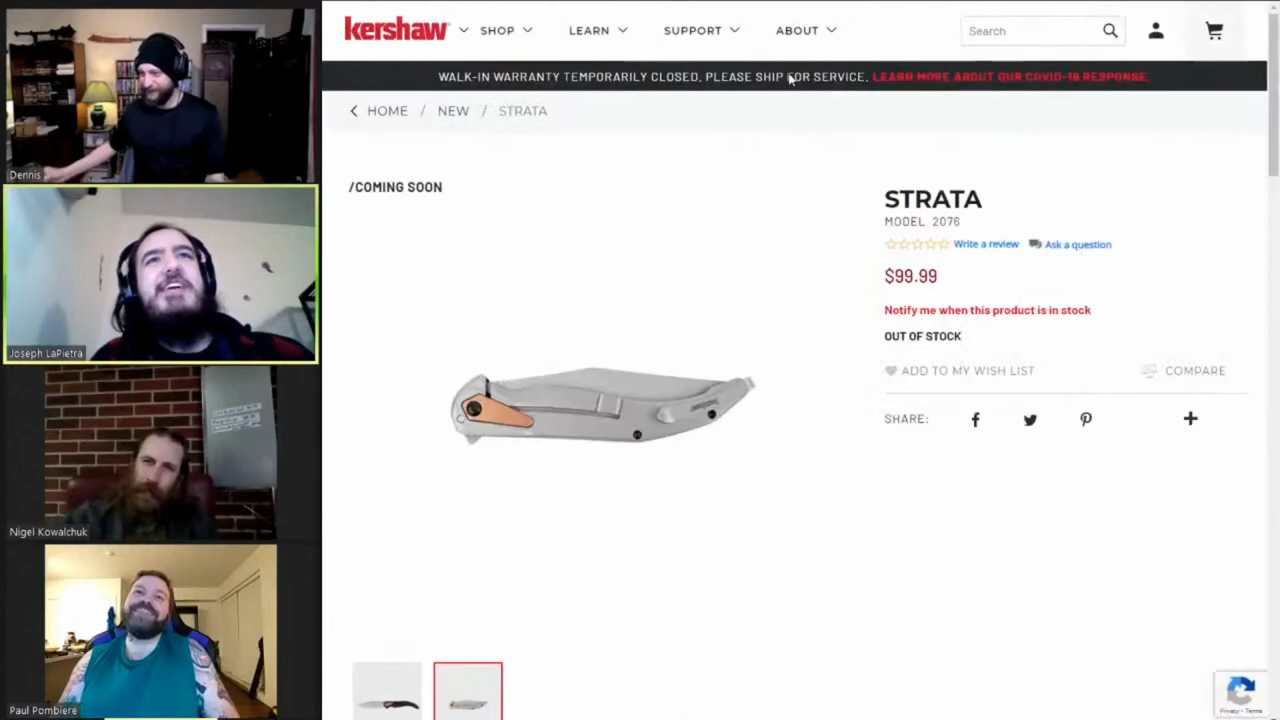 Dennis
Joseph LaPietra
Nigel Kowalchuk
Paul Pombiere
kershaw
SHOP
LEARN
SUPPORT
ABOUT
Search
WALK-IN WARRANTY TEMPORARILY CLOSED. PLEASE SHIP FOR SERVICE. LEARN MORE ABOUT OUR COVID-19 RESPONSE.
HOME / NEW / STRATA
/COMING SOON
STRATA
MODEL 2076
Write a review
Ask a question
$99.99
Notify me when this product is in stock
OUT OF STOCK
ADD TO MY WISH LIST
COMPARE
SHARE:
Privacy - Terms